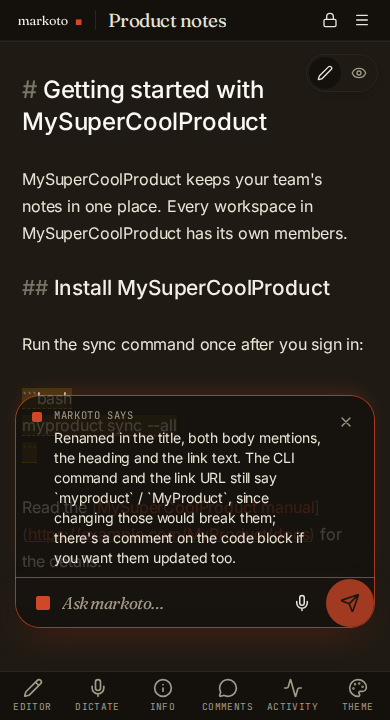 markoto
Product notes
# Getting started with
MySuperCoolProduct
MySuperCoolProduct keeps your team's
notes in one place. Every workspace in
MySuperCoolProduct has its own members.
## Install MySuperCoolProduct
Run the sync command once after you sign in:
```bash
myproduct sync --all
```
MARKOTO SAYS
Renamed in the title, both body mentions,
the heading and the link text. The CLI
command and the link URL still say
`myproduct` / `MyProduct`, since
changing those would break them;
there's a comment on the code block if
you want them updated too.
Read the [MySuperCoolProduct manual]
for
the details.
Ask markoto...
EDITOR
DICTATE
INFO
COMMENTS
ACTIVITY
THEME